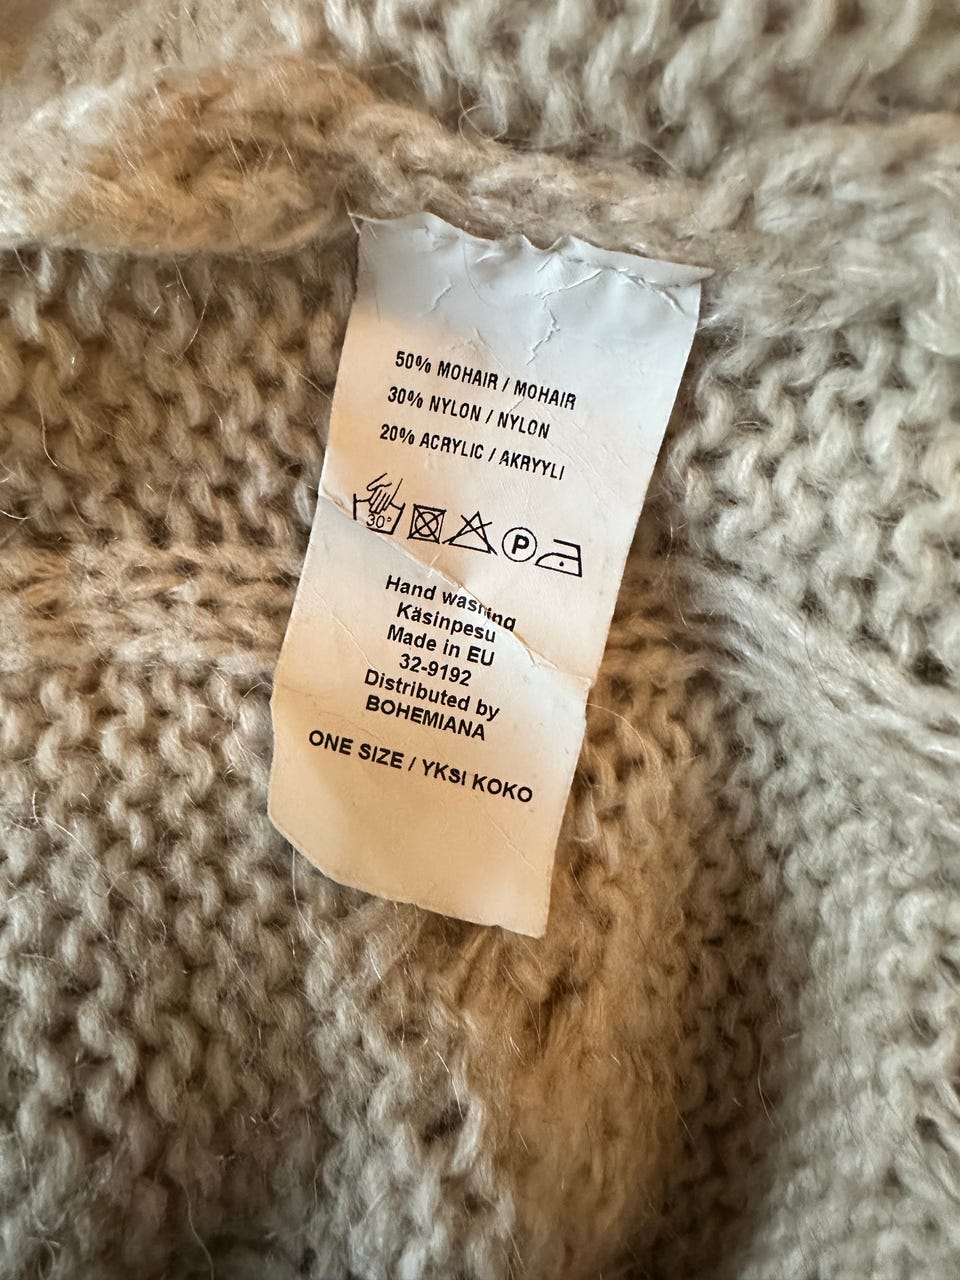 50% MOHAIR / MOHAIR
30% NYLON / NYLON
20% ACRYLIC / AKRYYLI
30°
P
Hand washing
Käsinpesu
Made in EU
32-9192
Distributed by
BOHEMIANA
ONE SIZE / YKSI KOKO